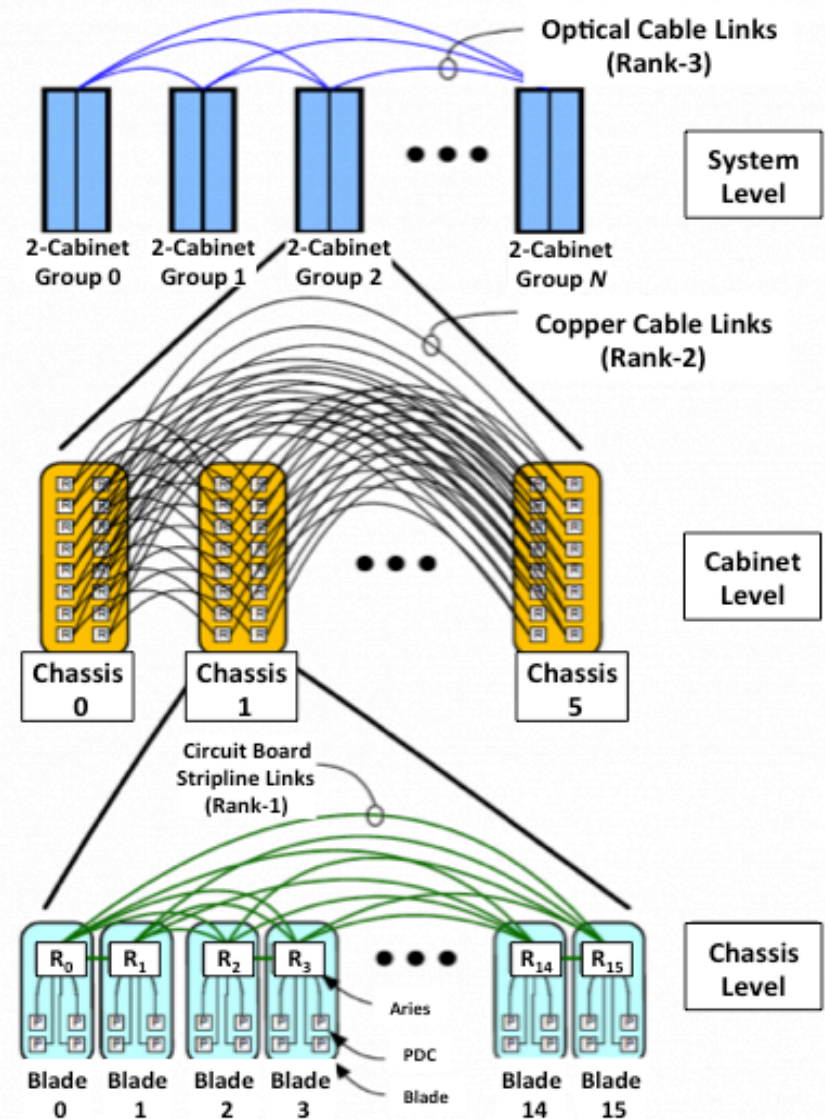 Optical Cable Links
(Rank-3)
System
Level
2-Cabinet
Group 0
2-Cabinet
Group 1
2-Cabinet
Group 2
2-Cabinet
Group N
Copper Cable Links
(Rank-2)
R R R R R R
R R R R R R
R R R R R R
R R R R R R
R R R R R R
R R R R R R
R R R R R R
R R R R R R
Cabinet
Level
Chassis
0
Chassis
1
Chassis
5
Circuit Board
Stripline Links
(Rank-1)
R0
R1
R2
R3
R14
R15
Chassis
Level
P P P P P P P P P P P P
P P P P P P P P P P P P
Aries
PDC
Blade
Blade
0
Blade
1
Blade
2
Blade
3
Blade
14
Blade
15